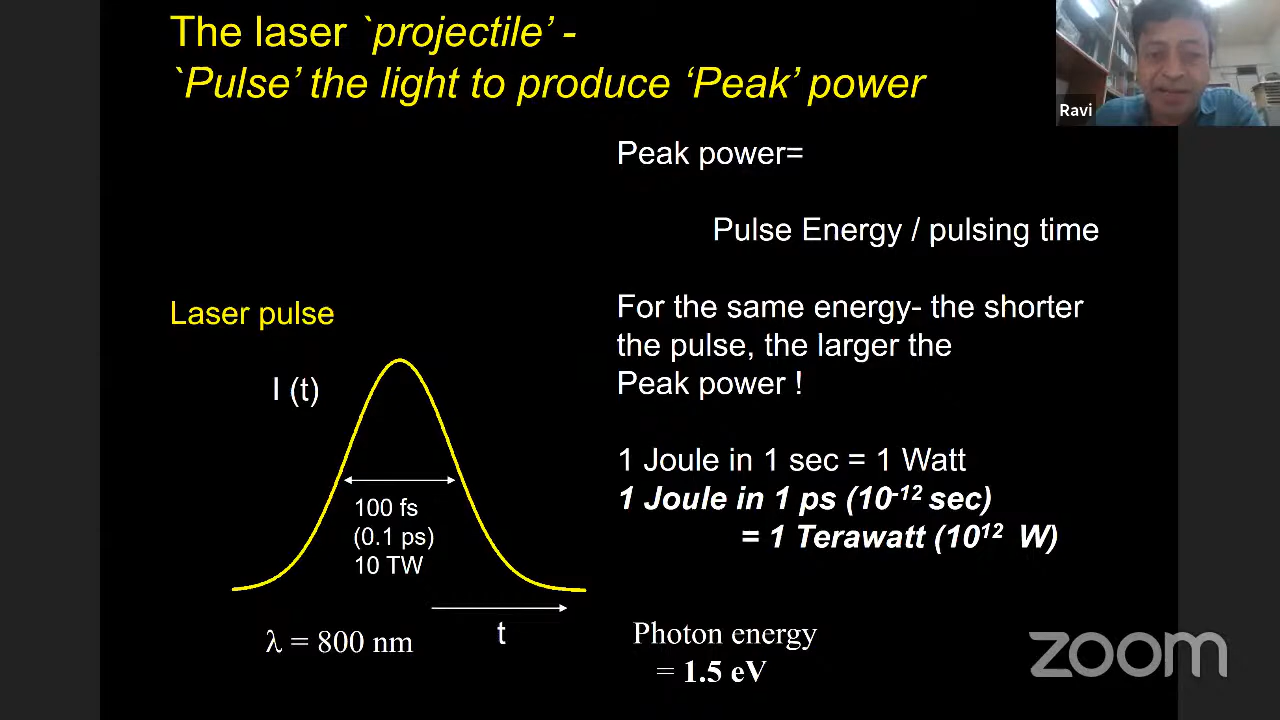 The laser `projectile’ -
`Pulse’ the light to produce ‘Peak’ power
Ravi
Peak power=
Pulse Energy / pulsing time
Laser pulse
For the same energy- the shorter
the pulse, the larger the
Peak power !
I (t)
1 Joule in 1 sec = 1 Watt
1 Joule in 1 ps (10⁻¹² sec)
= 1 Terawatt (10¹² W)
100 fs
(0.1 ps)
10 TW
t
λ = 800 nm
Photon energy
= 1.5 eV
zoom